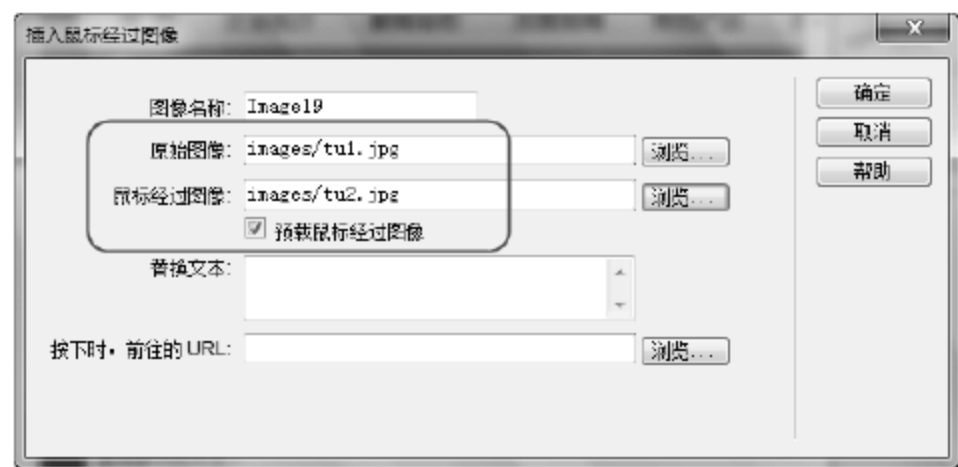 插入鼠标经过图像
图像名称: Image19
原始图像: images/tu1.jpg 浏览...
鼠标经过图像: images/tu2.jpg 浏览...
预载鼠标经过图像
替换文本:
按下时，前往的 URL: 浏览...
确定
取消
帮助